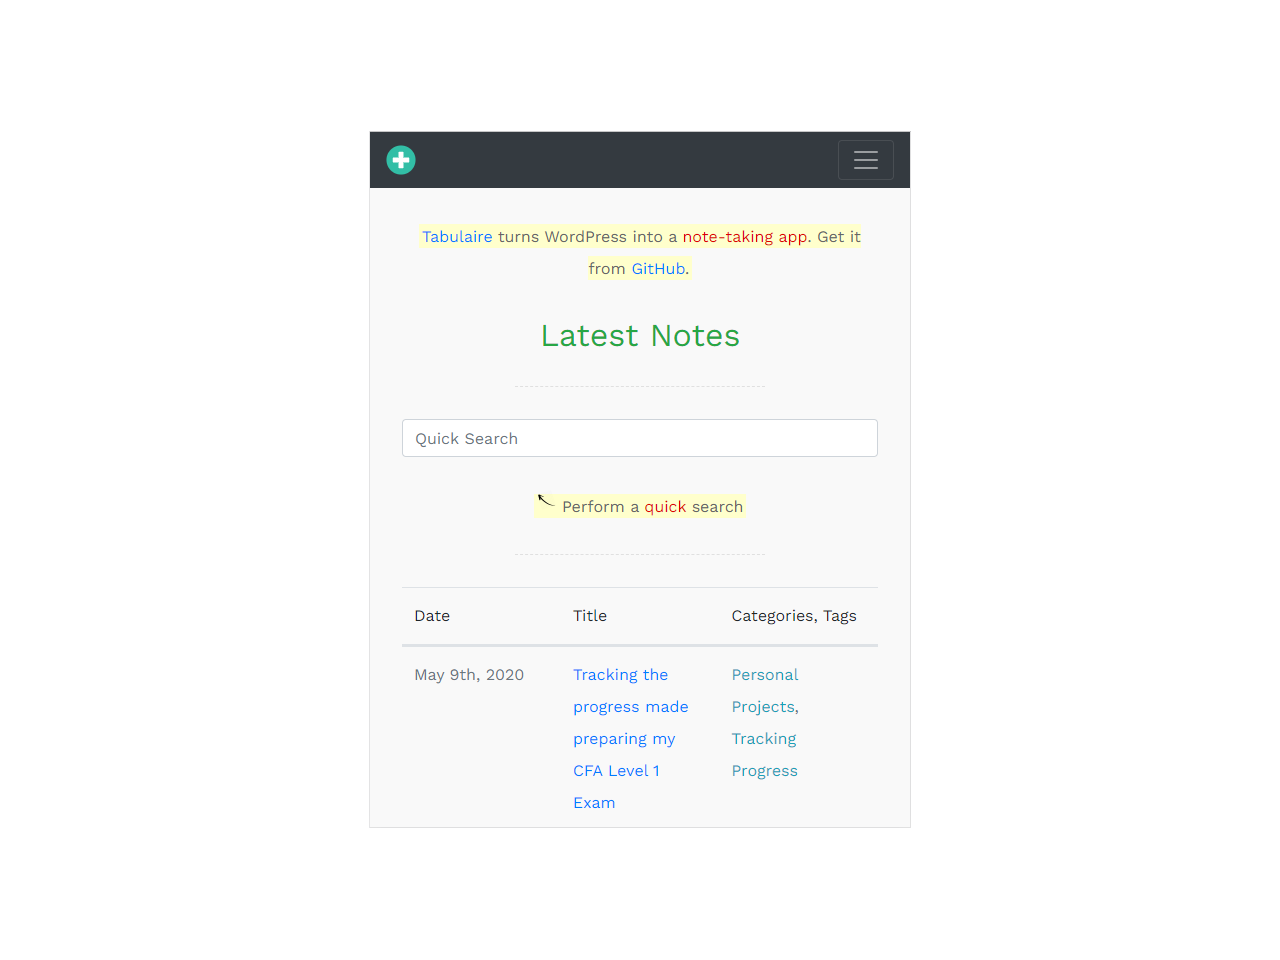 Tabulaire turns WordPress into a note-taking app. Get it
from GitHub.
Latest Notes
Quick Search
Perform a quick search
Date Title Categories, Tags
May 9th, 2020 Tracking the Personal
progress made Projects,
preparing my Tracking
CFA Level 1 Progress
Exam